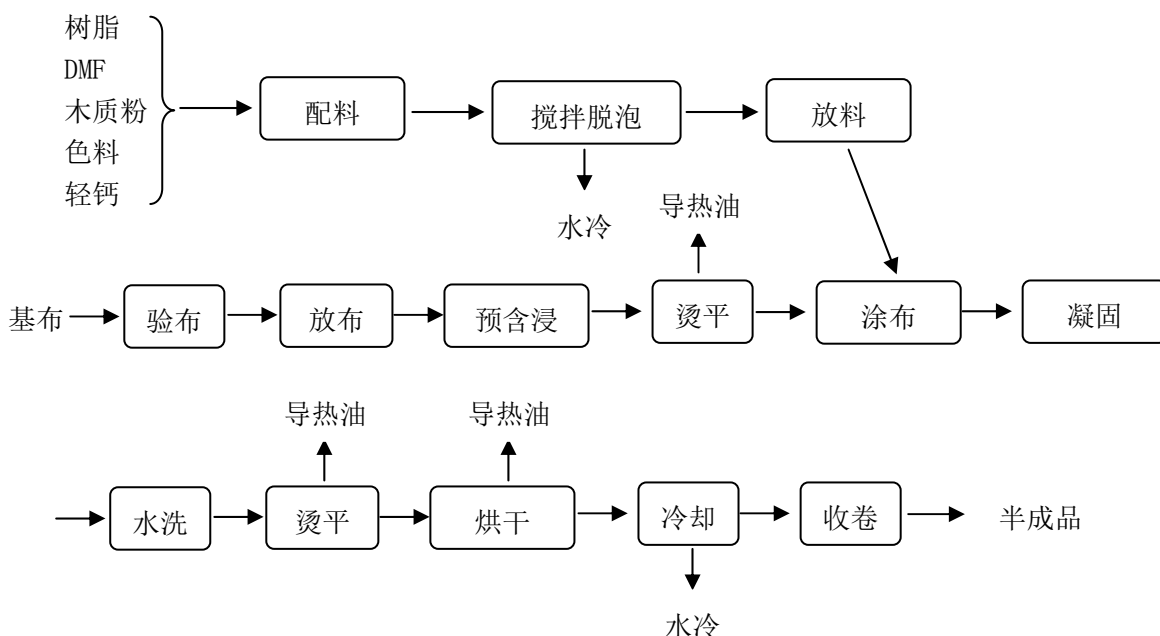 树脂
DMF
木质粉
色料
轻钙
配料
搅拌脱泡
放料
水冷
导热油
基布
验布
放布
预含浸
烫平
涂布
凝固
导热油
导热油
水洗
烫平
烘干
冷却
收卷
半成品
水冷